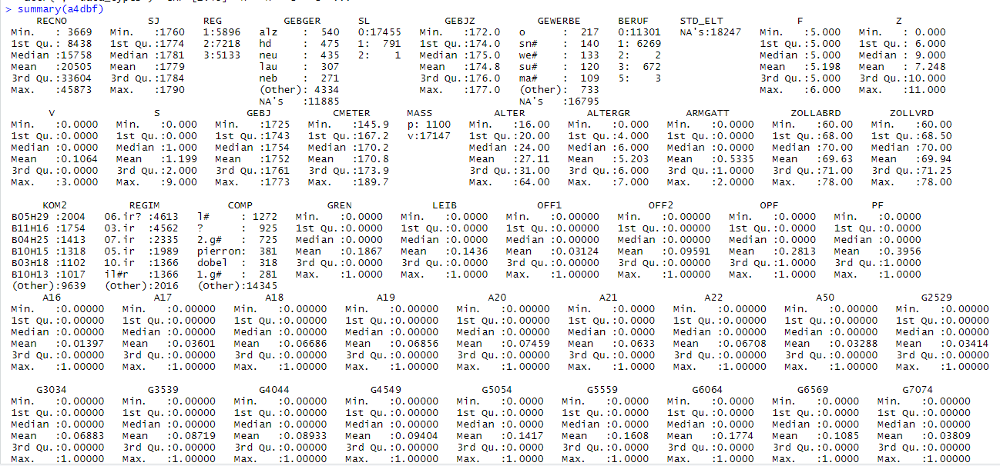 > summary(a4dbf)
RECNO SJ REG GEBGER SL GEBJZ GEWERBE BERUF STD_ELT F Z
Min. : 3669 Min. :1760 1:5896 alz : 540 0:17455 Min. :172.0 o : 217 0:11301 NA's:18247 Min. :5.000 Min. : 0.000
1st Qu.: 8438 1st Qu.:1774 2:7218 hd : 475 1: 791 1st Qu.:174.0 sn# : 140 1: 6269 1st Qu.:5.000 1st Qu.: 6.000
Median :15758 Median :1781 3:5133 neu : 435 2: 1 Median :175.0 we# : 133 2: 2 Median :5.000 Median : 9.000
Mean :20505 Mean :1779 lau : 307 Mean :174.8 su# : 120 3: 672 Mean :5.198 Mean : 7.248
3rd Qu.:33604 3rd Qu.:1784 neb : 271 3rd Qu.:176.0 ma# : 109 5: 3 3rd Qu.:5.000 3rd Qu.:10.000
Max. :45873 Max. :1790 (Other): 4334 Max. :177.0 (Other): 733 Max. :6.000 Max. :11.000
NA's :11885 NA's :16795
V S GEBJ CMETER MASS ALTER ALTERGR ARMGATT ZOLLABRD ZOLLVRD
Min. :0.0000 Min. :0.000 Min. :1725 Min. :145.9 p: 1100 Min. :16.00 Min. :0.000 Min. :0.0000 Min. :60.00 Min. :60.00
1st Qu.:0.0000 1st Qu.:0.000 1st Qu.:1743 1st Qu.:167.2 v:17147 1st Qu.:20.00 1st Qu.:4.000 1st Qu.:0.0000 1st Qu.:68.00 1st Qu.:68.50
Median :0.0000 Median :1.000 Median :1754 Median :170.2 Median :24.00 Median :6.000 Median :0.0000 Median :70.00 Median :70.00
Mean :0.1064 Mean :1.199 Mean :1752 Mean :170.8 Mean :27.11 Mean :5.203 Mean :0.5335 Mean :69.63 Mean :69.94
3rd Qu.:0.0000 3rd Qu.:2.000 3rd Qu.:1761 3rd Qu.:173.9 3rd Qu.:31.00 3rd Qu.:6.000 3rd Qu.:1.0000 3rd Qu.:71.00 3rd Qu.:71.25
Max. :3.0000 Max. :9.000 Max. :1773 Max. :189.7 Max. :64.00 Max. :7.000 Max. :2.0000 Max. :78.00 Max. :78.00
KOM2 REGIM COMP GREN LEIB OFF1 OFF2 OPF PF
B05H29 :2004 06.ir? :4613 l# : 1272 Min. :0.0000 Min. :0.0000 Min. :0.00000 Min. :0.00000 Min. :0.0000 Min. :0.0000
B11H16 :1754 03.ir :4562 ? : 925 1st Qu.:0.0000 1st Qu.:0.0000 1st Qu.:0.00000 1st Qu.:0.00000 1st Qu.:0.0000 1st Qu.:0.0000
B04H25 :1413 07.ir :2335 2.g# : 725 Median :0.0000 Median :0.0000 Median :0.00000 Median :0.00000 Median :0.0000 Median :0.0000
B10H15 :1318 05.ir :1989 pierron: 381 Mean :0.1867 Mean :0.1436 Mean :0.03124 Mean :0.09591 Mean :0.2813 Mean :0.3956
B03H18 :1102 10.ir :1366 dobel : 318 3rd Qu.:0.0000 3rd Qu.:0.0000 3rd Qu.:0.00000 3rd Qu.:0.00000 3rd Qu.:1.0000 3rd Qu.:1.0000
B10H13 :1017 il#r :1366 1.g# : 281 Max. :1.0000 Max. :1.0000 Max. :1.00000 Max. :1.00000 Max. :1.0000 Max. :1.0000
(Other):9639 (Other):2016 (Other):14345
A16 A17 A18 A19 A20 A21 A22 A50 G2529
Min. :0.00000 Min. :0.00000 Min. :0.00000 Min. :0.00000 Min. :0.00000 Min. :0.0000 Min. :0.00000 Min. :0.00000 Min. :0.00000
1st Qu.:0.00000 1st Qu.:0.00000 1st Qu.:0.00000 1st Qu.:0.00000 1st Qu.:0.00000 1st Qu.:0.0000 1st Qu.:0.00000 1st Qu.:0.00000 1st Qu.:0.00000
Median :0.00000 Median :0.00000 Median :0.00000 Median :0.00000 Median :0.00000 Median :0.0000 Median :0.00000 Median :0.00000 Median :0.00000
Mean :0.01397 Mean :0.03601 Mean :0.06686 Mean :0.06856 Mean :0.07459 Mean :0.0633 Mean :0.06708 Mean :0.03288 Mean :0.03414
3rd Qu.:0.00000 3rd Qu.:0.00000 3rd Qu.:0.00000 3rd Qu.:0.00000 3rd Qu.:0.00000 3rd Qu.:0.0000 3rd Qu.:0.00000 3rd Qu.:0.00000 3rd Qu.:0.00000
Max. :1.00000 Max. :1.00000 Max. :1.00000 Max. :1.00000 Max. :1.00000 Max. :1.0000 Max. :1.00000 Max. :1.00000 Max. :1.00000
G3034 G3539 G4044 G4549 G5054 G5559 G6064 G6569 G7074
Min. :0.00000 Min. :0.00000 Min. :0.00000 Min. :0.00000 Min. :0.0000 Min. :0.0000 Min. :0.0000 Min. :0.0000 Min. :0.00000
1st Qu.:0.00000 1st Qu.:0.00000 1st Qu.:0.00000 1st Qu.:0.00000 1st Qu.:0.0000 1st Qu.:0.0000 1st Qu.:0.0000 1st Qu.:0.0000 1st Qu.:0.00000
Median :0.00000 Median :0.00000 Median :0.00000 Median :0.00000 Median :0.0000 Median :0.0000 Median :0.0000 Median :0.0000 Median :0.00000
Mean :0.06883 Mean :0.08719 Mean :0.08933 Mean :0.09404 Mean :0.1417 Mean :0.1608 Mean :0.1774 Mean :0.1085 Mean :0.03809
3rd Qu.:0.00000 3rd Qu.:0.00000 3rd Qu.:0.00000 3rd Qu.:0.00000 3rd Qu.:0.0000 3rd Qu.:0.0000 3rd Qu.:0.0000 3rd Qu.:0.0000 3rd Qu.:0.00000
Max. :1.00000 Max. :1.00000 Max. :1.00000 Max. :1.00000 Max. :1.0000 Max. :1.0000 Max. :1.0000 Max. :1.0000 Max. :1.00000